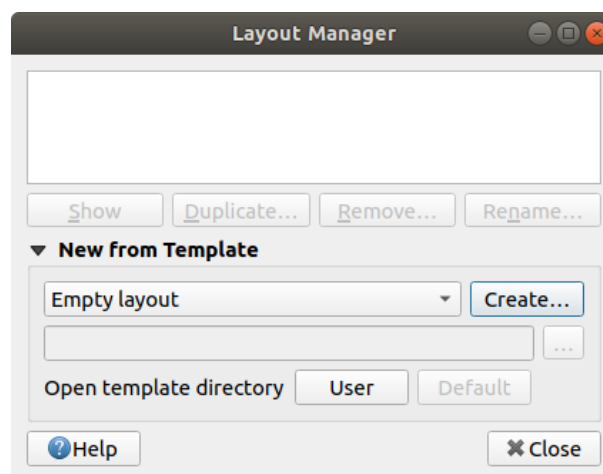 Layout Manager
Show Duplicate... Remove... Rename...
New from Template
Empty layout Create...
...
Open template directory User Default
Help Close